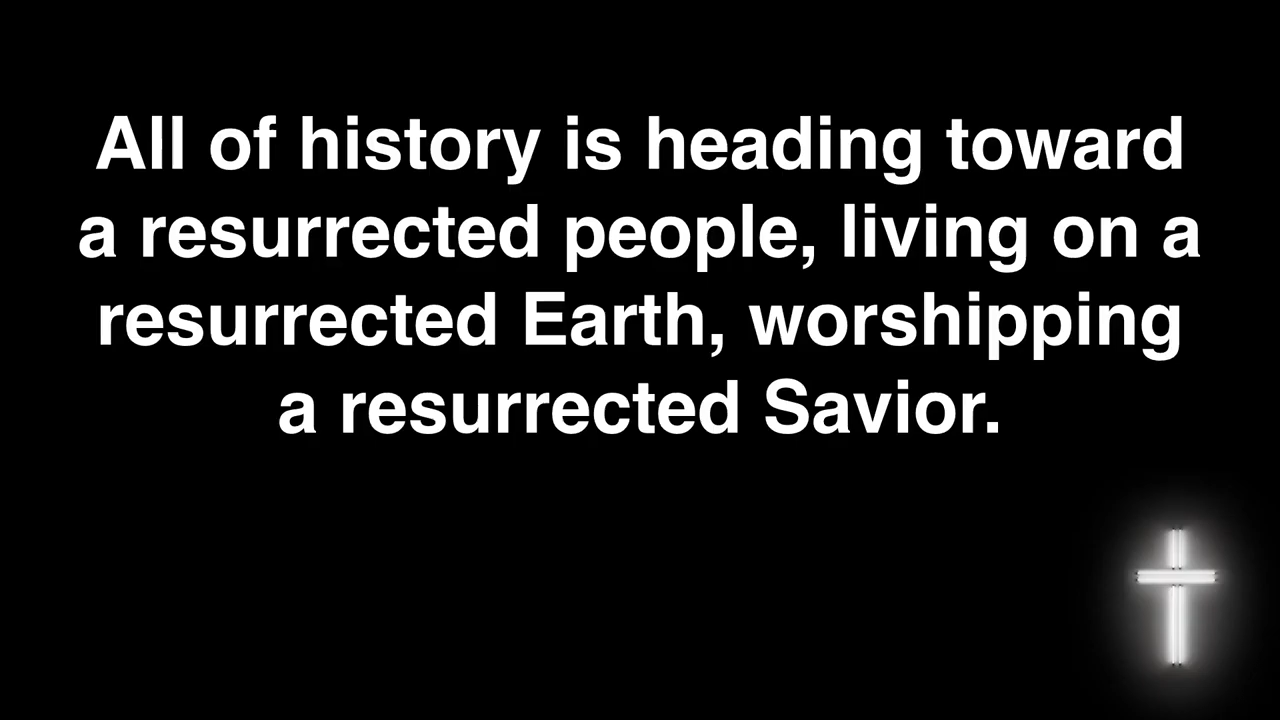 All of history is heading toward
a resurrected people, living on a
resurrected Earth, worshipping
a resurrected Savior.